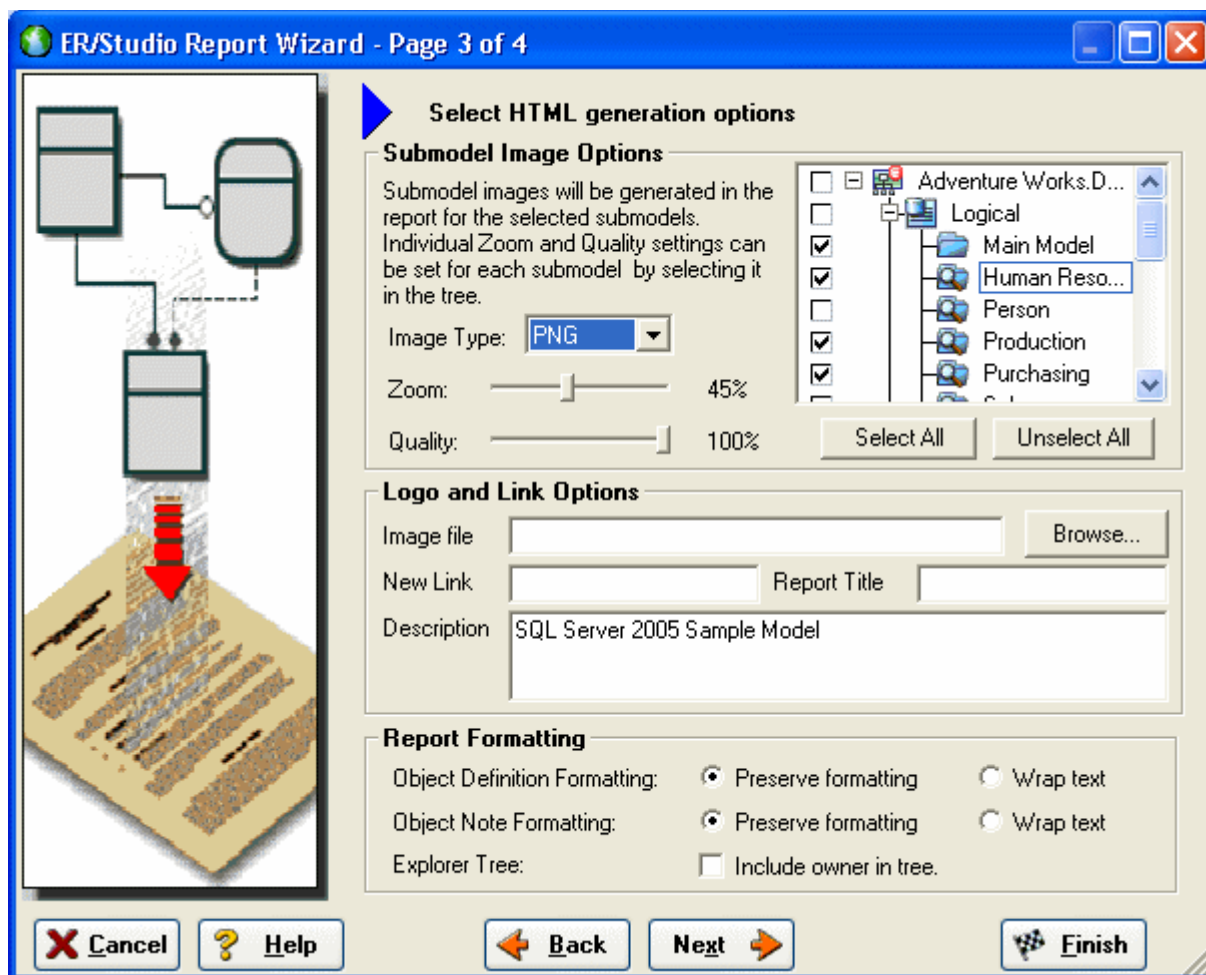 ER/Studio Report Wizard - Page 3 of 4
Select HTML generation options
Submodel Image Options
Submodel images will be generated in the
report for the selected submodels.
Individual Zoom and Quality settings can
be set for each submodel by selecting it
in the tree.
Image Type: PNG
Zoom: 45%
Quality: 100%
Adventure Works.D...
Logical
Main Model
Human Reso...
Person
Production
Purchasing
Select All Unselect All
Logo and Link Options
Image file Browse...
New Link Report Title
Description SQL Server 2005 Sample Model
Report Formatting
Object Definition Formatting: Preserve formatting Wrap text
Object Note Formatting: Preserve formatting Wrap text
Explorer Tree: Include owner in tree.
Cancel Help Back Next Finish